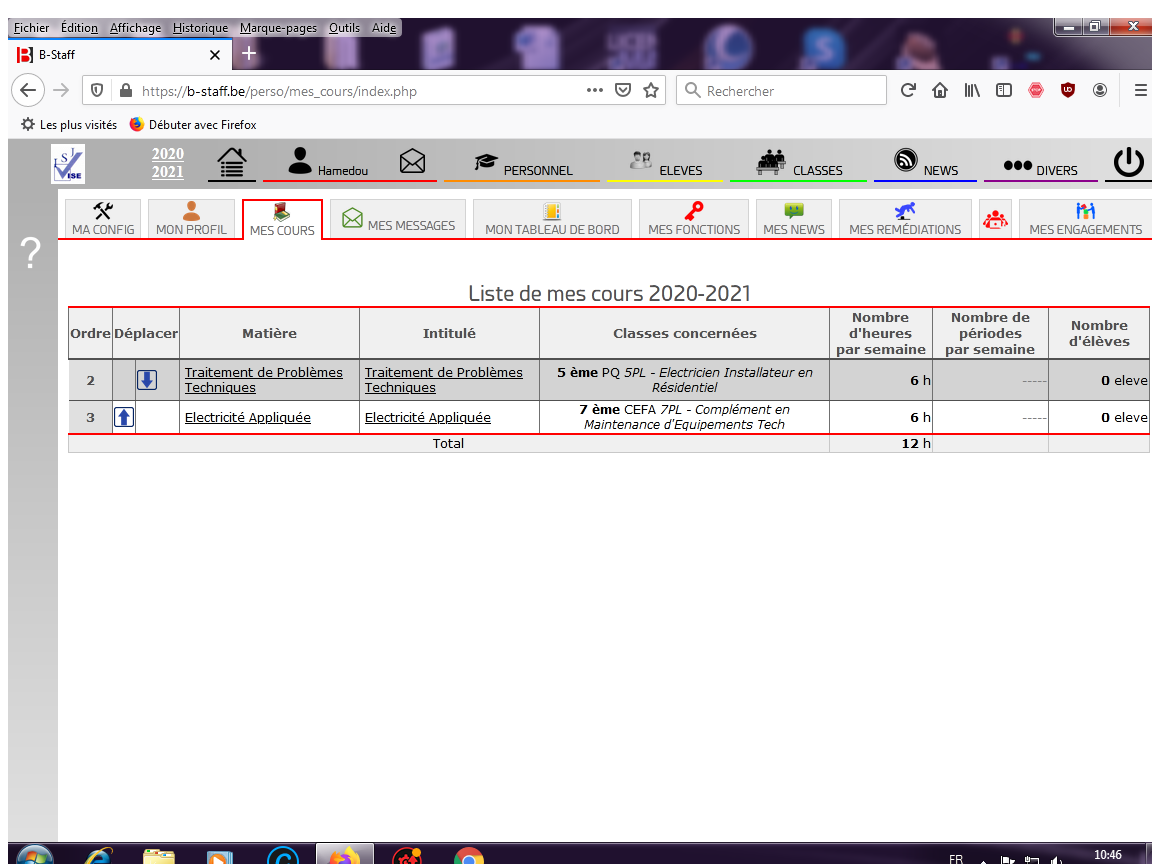 Fichier Édition Affichage Historique Marque-pages Outils Aide
B-Staff
https://b-staff.be/perso/mes_cours/index.php
Rechercher
Les plus visités Débuter avec Firefox
2020
2021
Hamedou PERSONNEL ELEVES CLASSES NEWS DIVERS
MA CONFIG MON PROFIL MES COURS MES MESSAGES MON TABLEAU DE BORD MES FONCTIONS MES NEWS MES REMÉDIATIONS MES ENGAGEMENTS
?
Liste de mes cours 2020-2021
Ordre Déplacer Matière Intitulé Classes concernées Nombre d'heures par semaine Nombre de périodes par semaine Nombre d'élèves
2 Traitement de Problèmes Techniques Traitement de Problèmes Techniques 5 ème PQ 5PL - Electricien Installateur en Résidentiel 6 h ----- 0 eleve
3 Electricité Appliquée Electricité Appliquée 7 ème CEFA 7PL - Complément en Maintenance d'Equipements Tech 6 h ----- 0 eleve
Total 12 h
FR 10:46